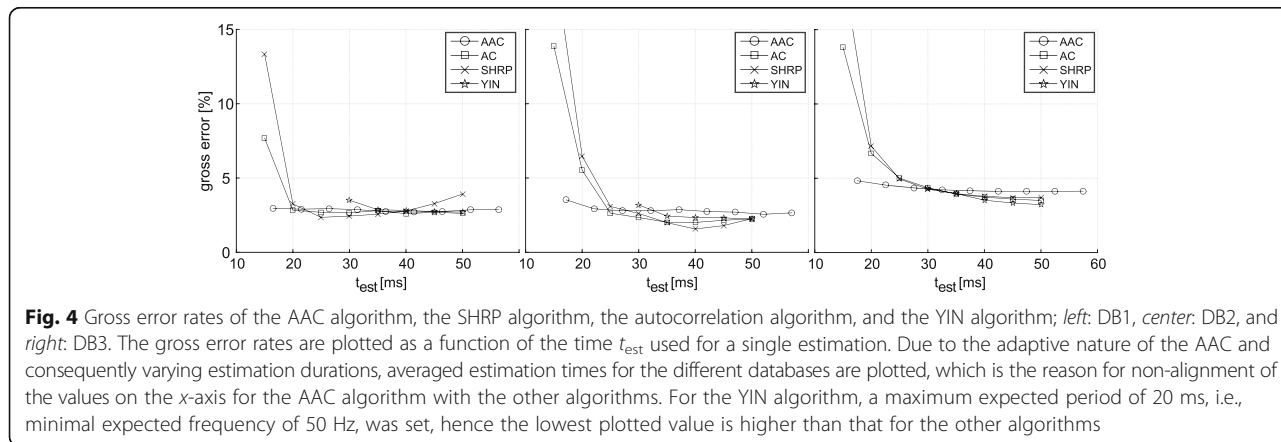 15
10
5
0
gross error [%]
AAC
AC
SHRP
YIN
10 20 30 40 50
t_est [ms]
AAC
AC
SHRP
YIN
10 20 30 40 50
t_est [ms]
AAC
AC
SHRP
YIN
10 20 30 40 50 60
t_est [ms]
Fig. 4 Gross error rates of the AAC algorithm, the SHRP algorithm, the autocorrelation algorithm, and the YIN algorithm; left: DB1, center: DB2, and
right: DB3. The gross error rates are plotted as a function of the time t_est used for a single estimation. Due to the adaptive nature of the AAC and
consequently varying estimation durations, averaged estimation times for the different databases are plotted, which is the reason for non-alignment of
the values on the x-axis for the AAC algorithm with the other algorithms. For the YIN algorithm, a maximum expected period of 20 ms, i.e.,
minimal expected frequency of 50 Hz, was set, hence the lowest plotted value is higher than that for the other algorithms